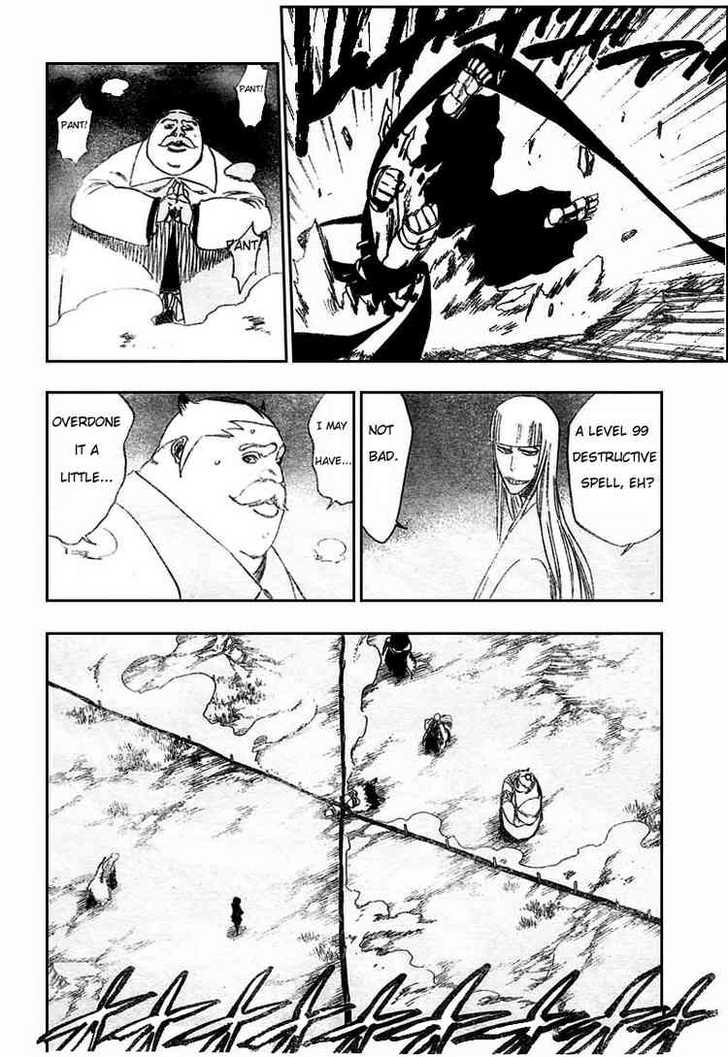 PANT!
PANT!
PANT!
A LEVEL 99
DESTRUCTIVE
SPELL, EH?
NOT
BAD.
I MAY
HAVE...
OVERDONE
IT A
LITTLE...